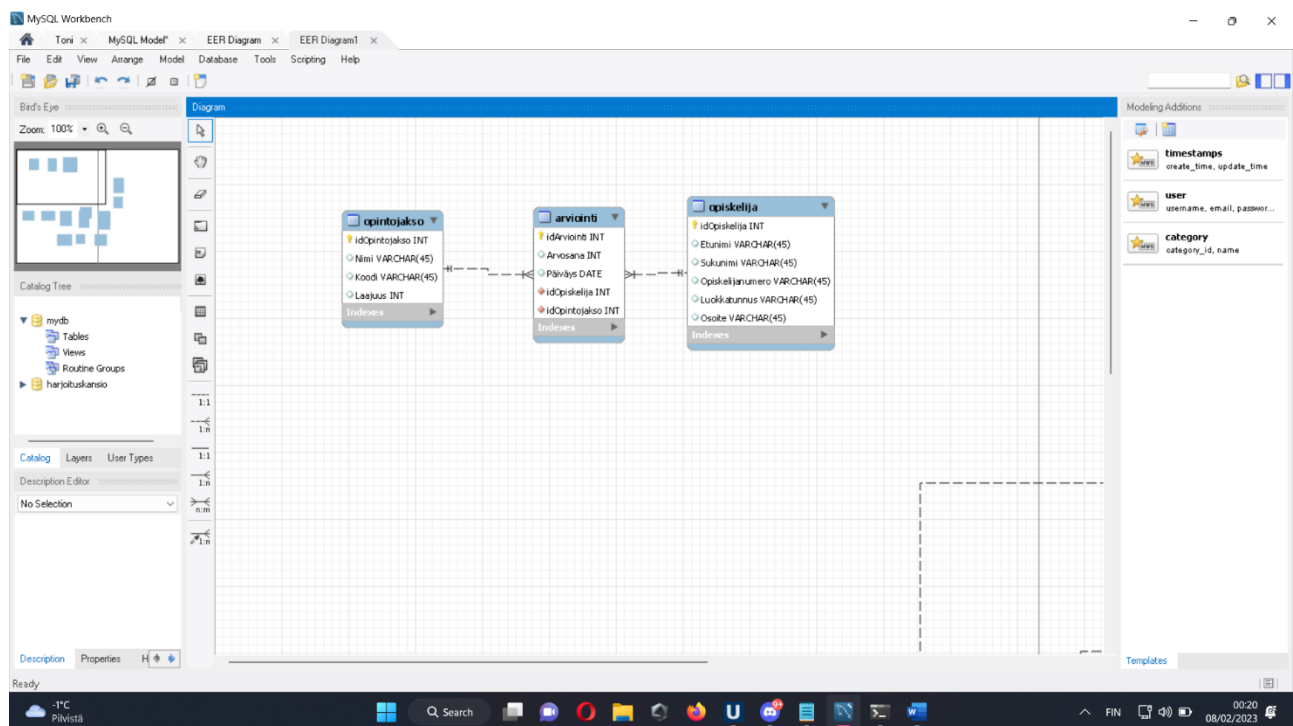 MySQL Workbench
Toni
MySQL Model*
EER Diagram
EER Diagram1
File Edit View Arrange Model Database Tools Scripting Help
Bird's Eye
Zoom: 100%
Catalog Tree
mydb
Tables
Views
Routine Groups
harjoituskansio
Catalog Layers User Types
Description Editor
No Selection
Description Properties H
Ready
Diagram
1:1
1:n
1:1
1:n
n:m
1:n
opintojakso
idOpintojakso INT
Nimi VARCHAR(45)
Koodi VARCHAR(45)
Laajuus INT
Indexes
arviointi
idArviointi INT
Arvosana INT
Päiväys DATE
idOpiskelija INT
idOpintojakso INT
Indexes
opiskelija
idOpiskelija INT
Etunimi VARCHAR(45)
Sukunimi VARCHAR(45)
Opiskelijanumero VARCHAR(45)
Luokkatunnus VARCHAR(45)
Osoite VARCHAR(45)
Indexes
Modeling Additions
timestamps
create_time, update_time
user
username, email, passwor...
category
category_id, name
Templates
-1°C
Pilvistä
Search
FIN
00:20
08/02/2023